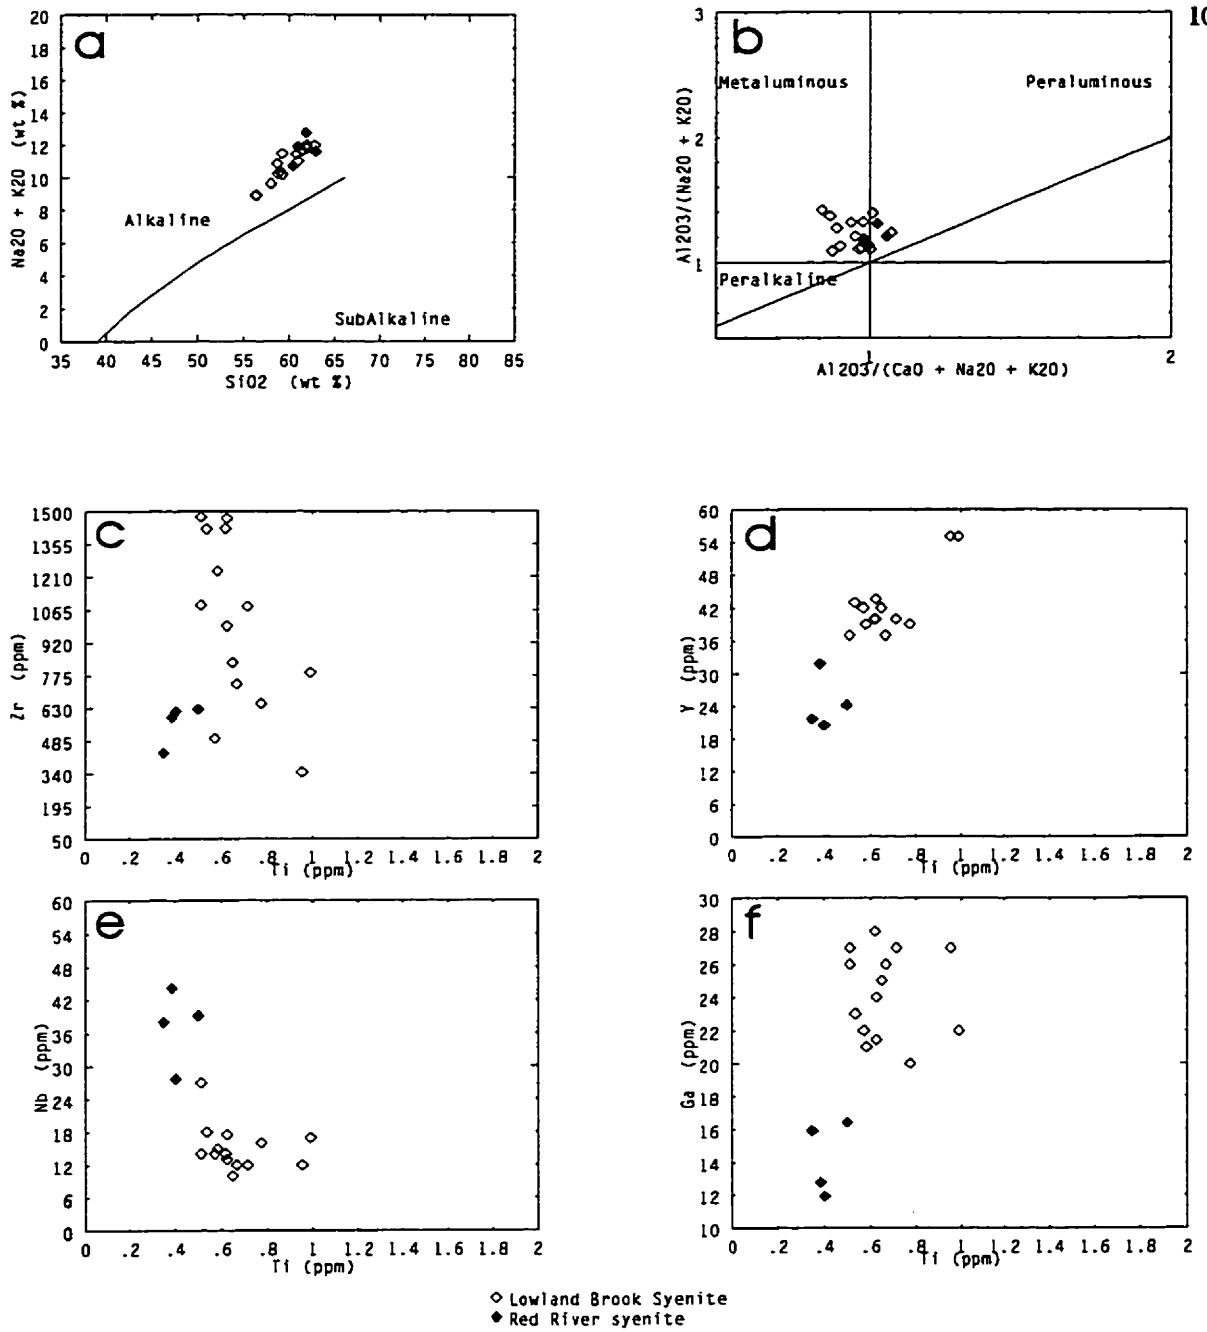 10
a
20
18
16
14
12
10
8
6
4
2
0
Na2O + K2O (wt %)
Alkaline
SubAlkaline
35 40 45 50 55 60 65 70 75 80 85
SiO2 (wt %)
b
3
2
1
Al2O3/(Na2O + K2O)
Metaluminous
Peraluminous
Peralkaline
1 2
Al2O3/(CaO + Na2O + K2O)
c
1500
1355
1210
1065
920
775
630
485
340
195
50
Zr (ppm)
0 .2 .4 .6 .8 1 1.2 1.4 1.6 1.8 2
Ti (ppm)
d
60
54
48
42
36
30
24
18
12
6
0
Y (ppm)
0 .2 .4 .6 .8 1 1.2 1.4 1.6 1.8 2
Ti (ppm)
e
60
54
48
42
36
30
24
18
12
6
0
Nb (ppm)
0 .2 .4 .6 .8 1 1.2 1.4 1.6 1.8 2
Ti (ppm)
f
30
28
26
24
22
20
18
16
14
12
10
Ga (ppm)
0 .2 .4 .6 .8 1 1.2 1.4 1.6 1.8 2
Ti (ppm)
Lowland Brook Syenite
Red River syenite